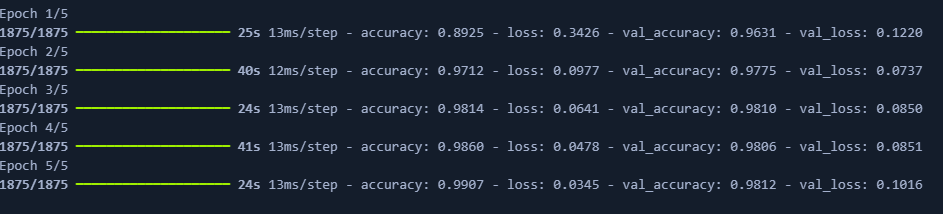 Epoch 1/5
1875/1875 ━━━━━━━━━━━━━━━━━━━━ 25s 13ms/step - accuracy: 0.8925 - loss: 0.3426 - val_accuracy: 0.9631 - val_loss: 0.1220
Epoch 2/5
1875/1875 ━━━━━━━━━━━━━━━━━━━━ 40s 12ms/step - accuracy: 0.9712 - loss: 0.0977 - val_accuracy: 0.9775 - val_loss: 0.0737
Epoch 3/5
1875/1875 ━━━━━━━━━━━━━━━━━━━━ 24s 13ms/step - accuracy: 0.9814 - loss: 0.0641 - val_accuracy: 0.9810 - val_loss: 0.0850
Epoch 4/5
1875/1875 ━━━━━━━━━━━━━━━━━━━━ 41s 13ms/step - accuracy: 0.9860 - loss: 0.0478 - val_accuracy: 0.9806 - val_loss: 0.0851
Epoch 5/5
1875/1875 ━━━━━━━━━━━━━━━━━━━━ 24s 13ms/step - accuracy: 0.9907 - loss: 0.0345 - val_accuracy: 0.9812 - val_loss: 0.1016